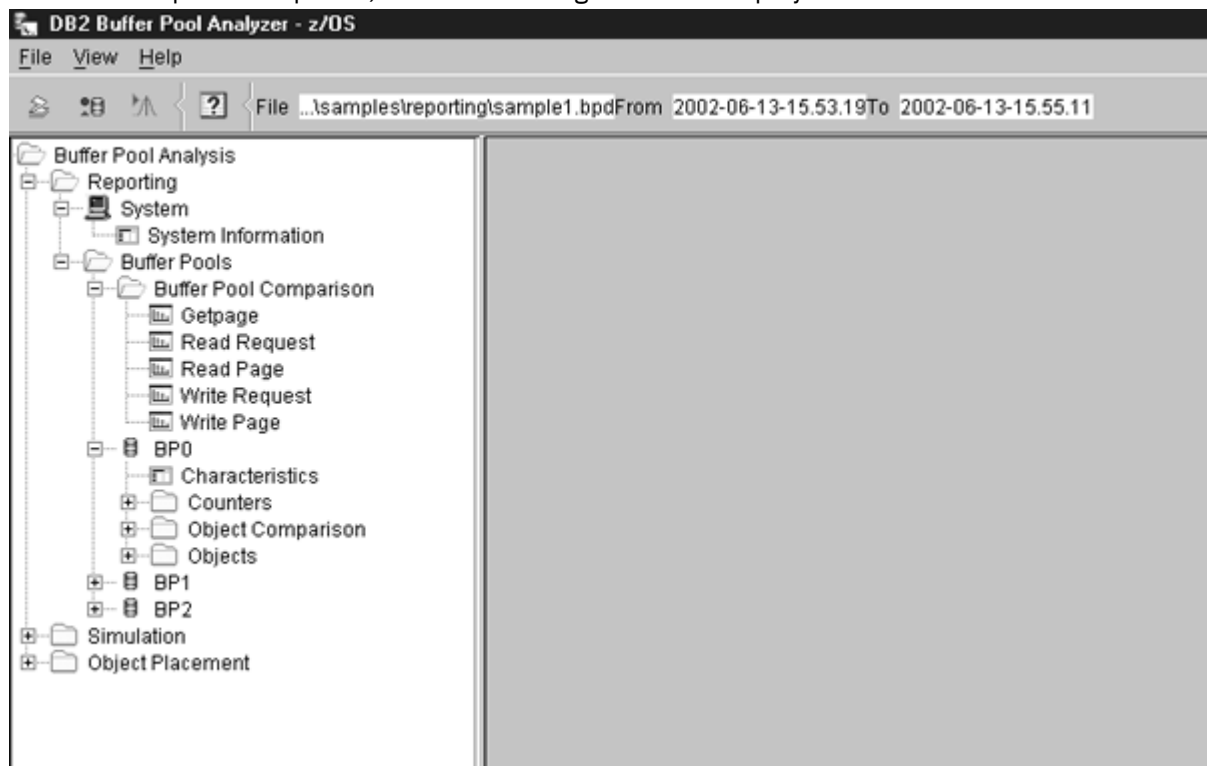 DB2 Buffer Pool Analyzer - z/OS
File View Help
File ...\samples\reporting\sample1.bpdFrom 2002-06-13-15.53.19To 2002-06-13-15.55.11
Buffer Pool Analysis
Reporting
System
System Information
Buffer Pools
Buffer Pool Comparison
Getpage
Read Request
Read Page
Write Request
Write Page
BP0
Characteristics
Counters
Object Comparison
Objects
BP1
BP2
Simulation
Object Placement